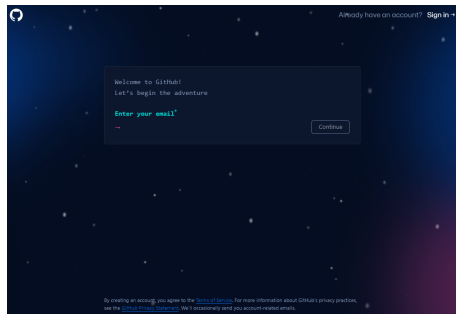 Already have an account? Sign in →
Welcome to GitHub!
Let's begin the adventure
Enter your email*
→
Continue
By creating an account, you agree to the Terms of Service. For more information about GitHub's privacy practices,
see the GitHub Privacy Statement. We'll occasionally send you account-related emails.